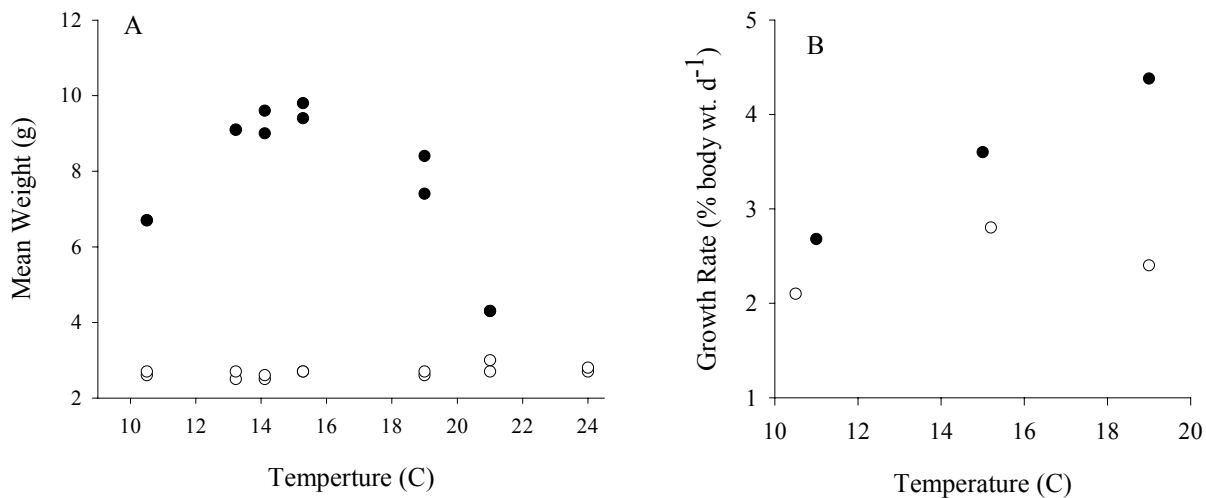 A
12
10
8
6
4
2
Mean Weight (g)
10 12 14 16 18 20 22 24
Temperture (C)
B
5
4
3
2
1
Growth Rate (% body wt. d-1)
10 12 14 16 18 20
Temperature (C)